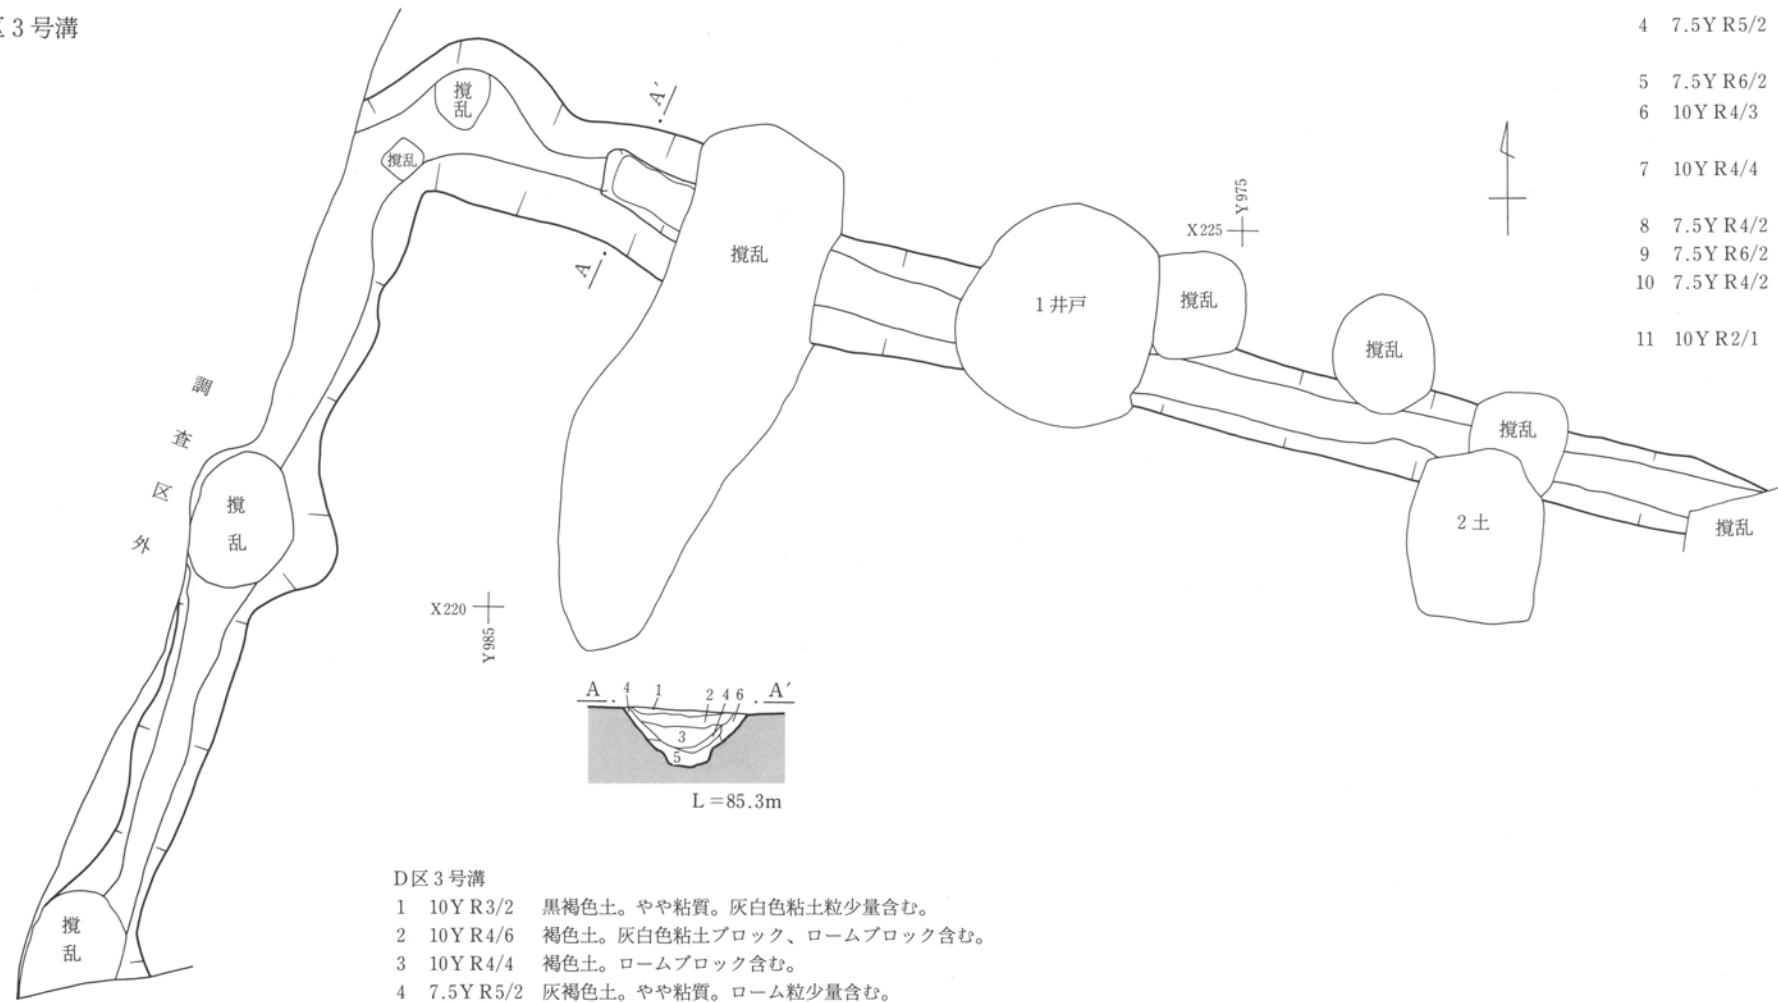 3号溝
4 7.5YR5/2
5 7.5YR6/2
6 10YR4/3
7 10YR4/4
8 7.5YR4/2
9 7.5YR6/2
10 7.5YR4/2
11 10YR2/1
撹乱
撹乱
A′
A
撹乱
X225
Y975
1井戸
撹乱
撹乱
撹乱
2土
撹乱
調査区外
撹乱
X220
Y985
A
A′
4 1 2 4 6
3
5
L=85.3m
撹乱
D区3号溝
1 10YR3/2 黒褐色土。やや粘質。灰白色粘土粒少量含む。
2 10YR4/6 褐色土。灰白色粘土ブロック、ロームブロック含む。
3 10YR4/4 褐色土。ロームブロック含む。
4 7.5YR5/2 灰褐色土。やや粘質。ローム粒少量含む。